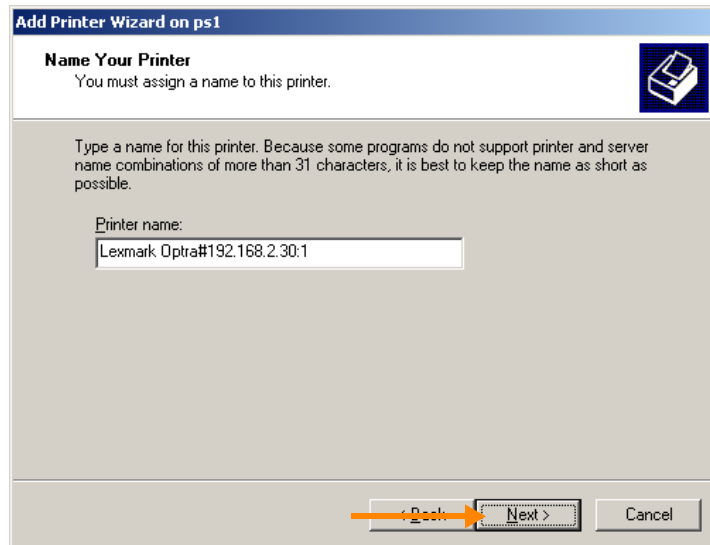 Add Printer Wizard on ps1
Name Your Printer
You must assign a name to this printer.
Type a name for this printer. Because some programs do not support printer and server
name combinations of more than 31 characters, it is best to keep the name as short as
possible.
Printer name:
Lexmark Optra#192.168.2.30:1
< Back Next > Cancel